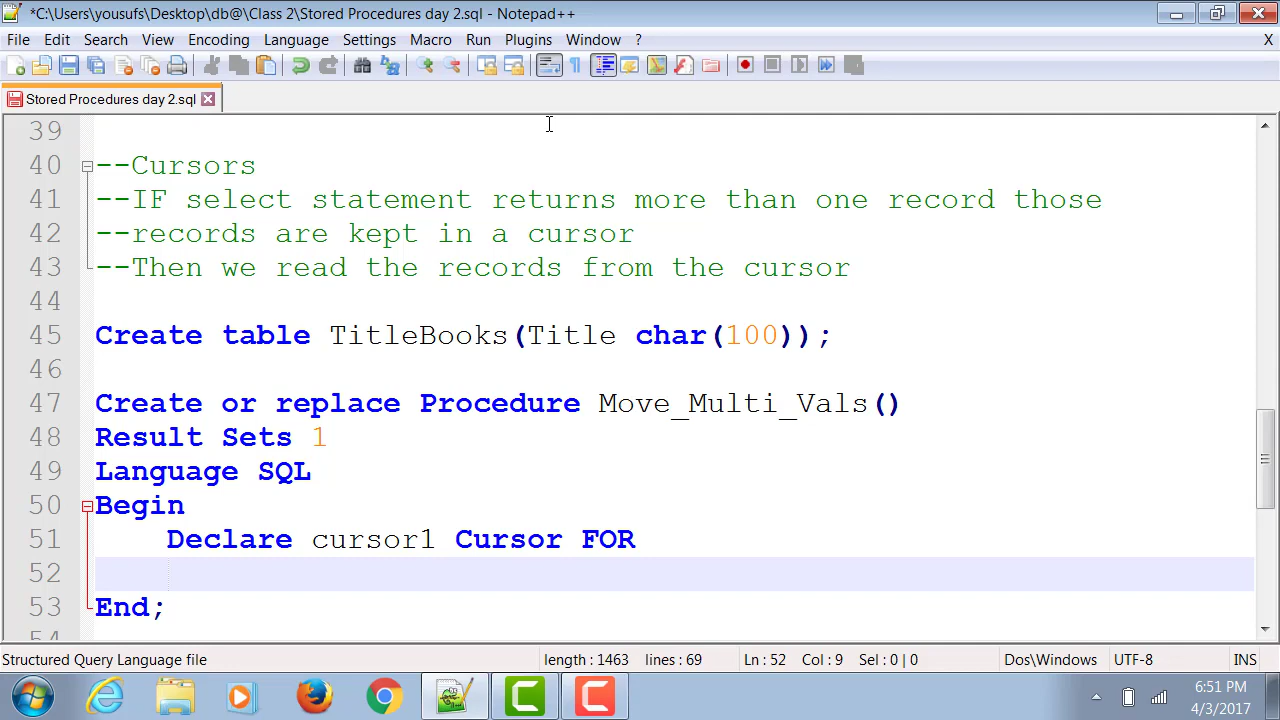 *C:\Users\yousufs\Desktop\db@\Class 2\Stored Procedures day 2.sql - Notepad++
File Edit Search View Encoding Language Settings Macro Run Plugins Window ? X
Stored Procedures day 2.sql
39
40 --Cursors
41 --IF select statement returns more than one record those
42 --records are kept in a cursor
43 --Then we read the records from the cursor
44
45 Create table TitleBooks(Title char(100));
46
47 Create or replace Procedure Move_Multi_Vals()
48 Result Sets 1
49 Language SQL
50 Begin
51 Declare cursor1 Cursor FOR
52
53 End;
54
Structured Query Language file length : 1463 lines : 69 Ln : 52 Col : 9 Sel : 0 | 0 Dos\Windows UTF-8 INS
6:51 PM
4/3/2017